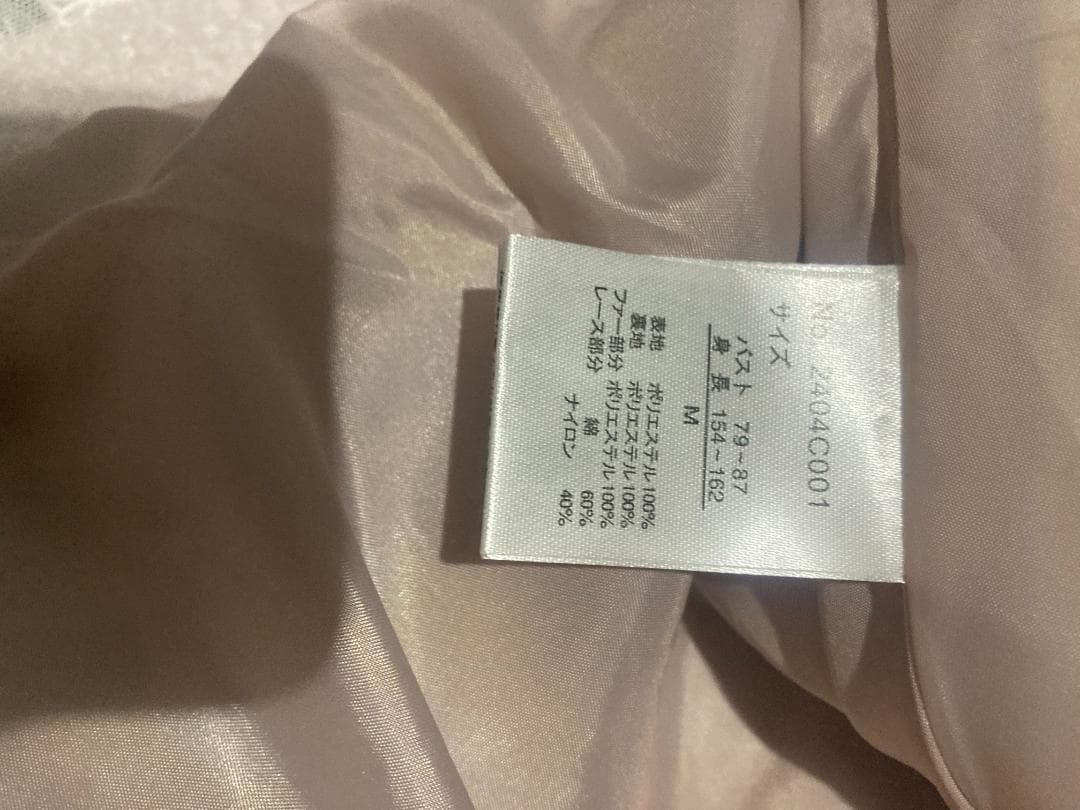 No. 2404C001
サイズ
バスト 79~87
身長 154~162
M
表地 ポリエステル100%
裏地 ポリエステル100%
ファー部分 ポリエステル100%
レース部分 綿 60%
ナイロン 40%